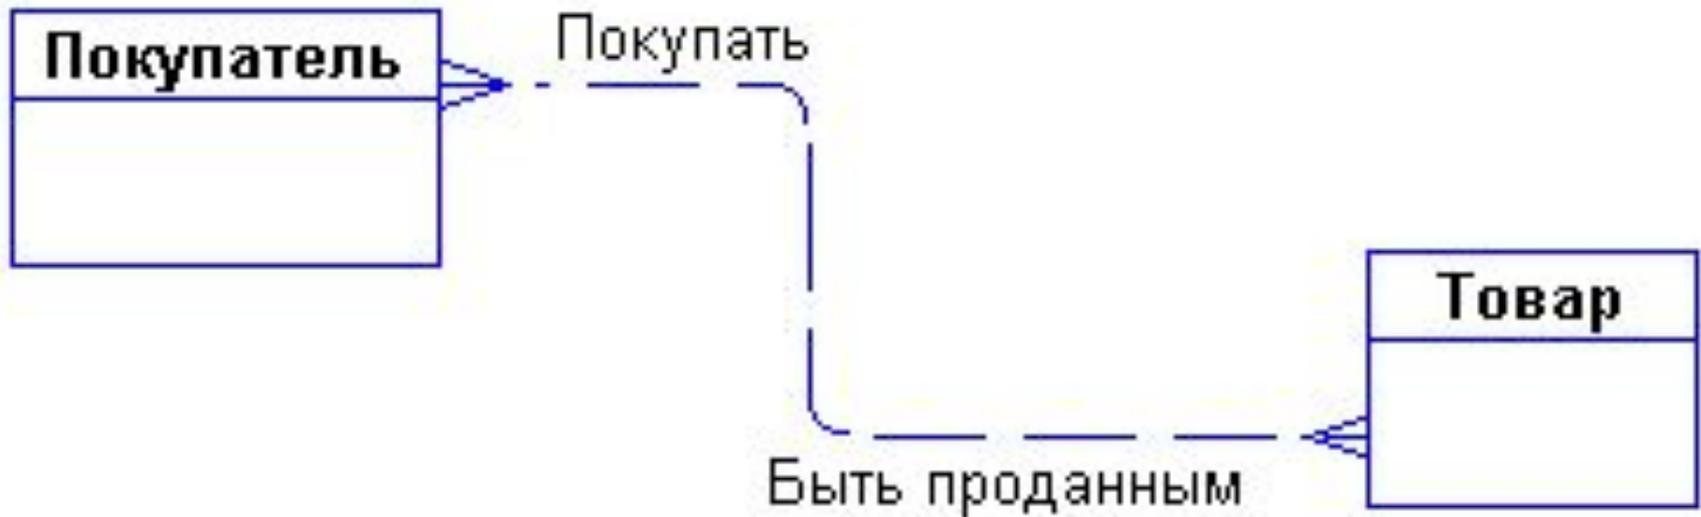 Покупатель
Покупать
Товар
Быть проданным